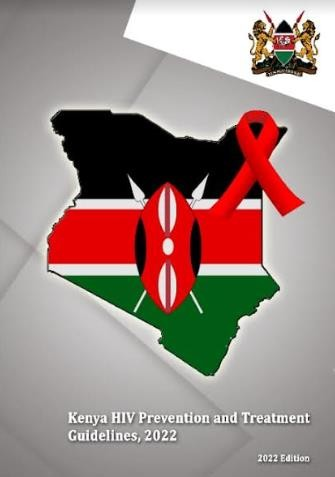 Kenya HIV Prevention and Treatment
Guidelines, 2022
2022 Edition